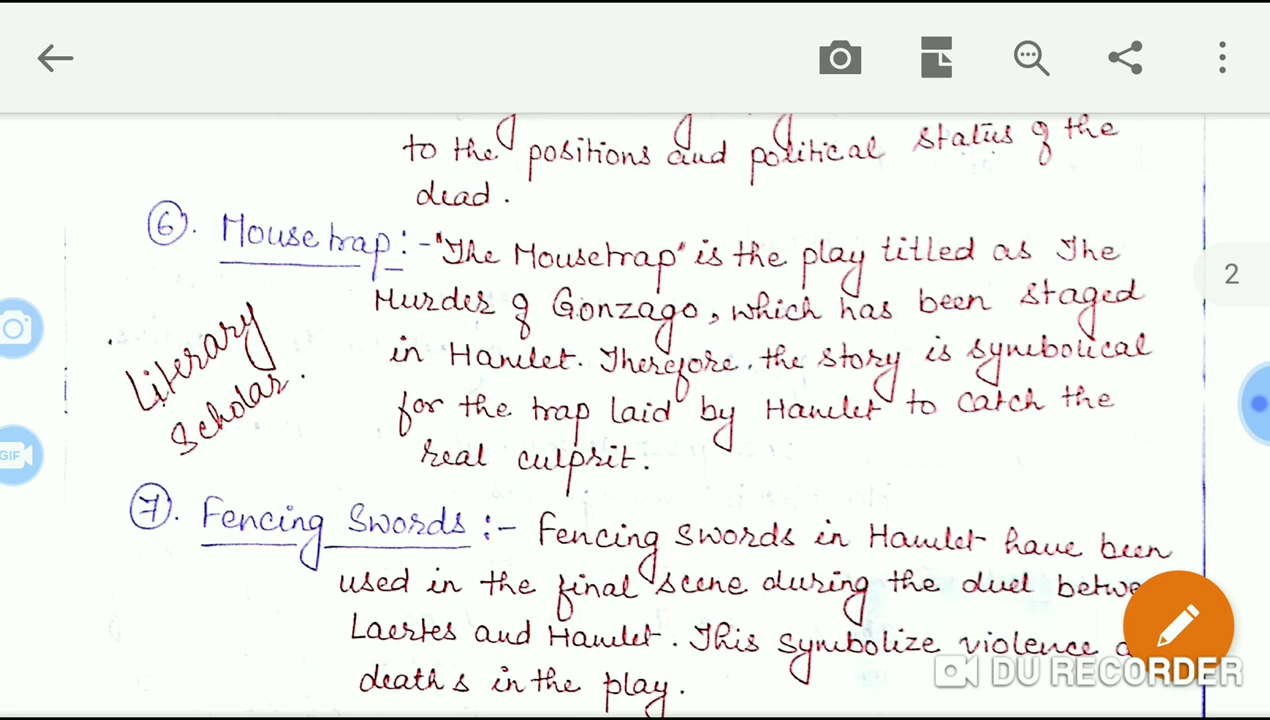 2
to the positions and political status of the
dead.
⑥. Mousetrap :- "The Mousetrap" is the play titled as The
Murder of Gonzago, which has been staged
in Hamlet. Therefore, the story is symbolical
for the trap laid by Hamlet to catch the
real culprit.
Literary
Scholar.
⑦. Fencing Swords :- Fencing swords in Hamlet have been
used in the final scene during the duel betwe
Laertes and Hamlet. This symbolize violence
deaths in the play.
GIF
DU RECORDER